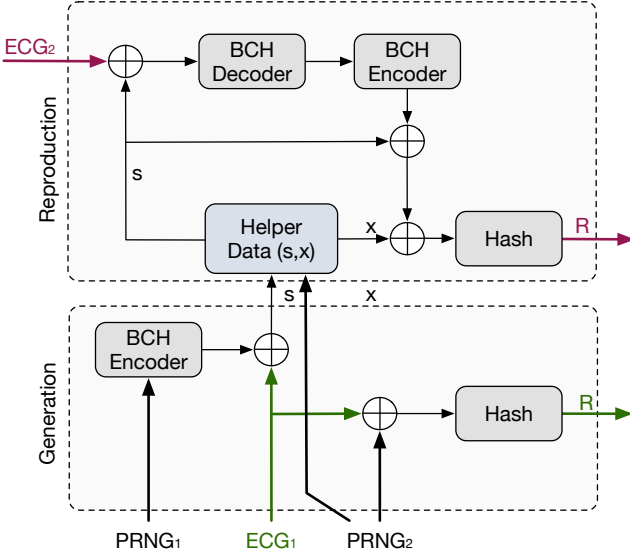 ECG₂
BCH
Decoder
BCH
Encoder
Reproduction
s
Helper
Data (s,x)
x
Hash
R
s
x
BCH
Encoder
Generation
Hash
R
PRNG₁
ECG₁
PRNG₂